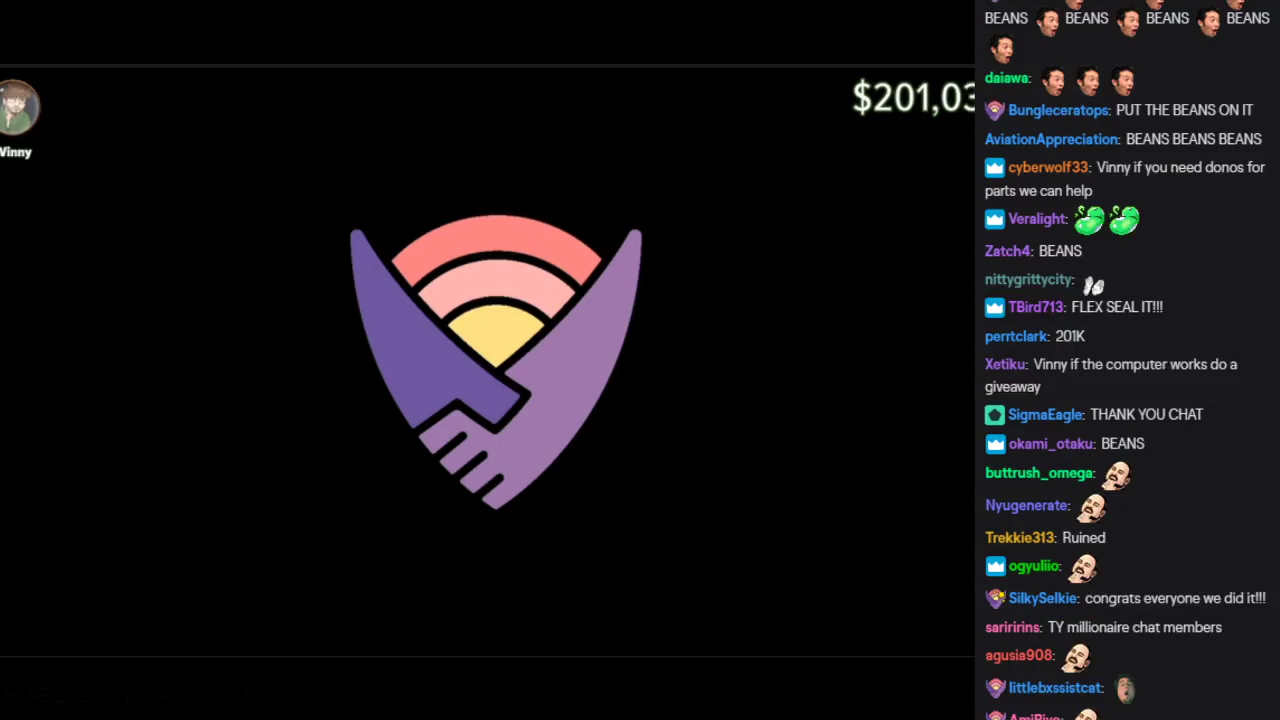 BEANS BEANS BEANS BEANS
daiawa:
Bungleceratops: PUT THE BEANS ON IT
AviationAppreciation: BEANS BEANS BEANS
cyberwolf33: Vinny if you need donos for
parts we can help
Veralight:
Zatch4: BEANS
nittygrittycity:
TBird713: FLEX SEAL IT!!!
perrtclark: 201K
Xetiku: Vinny if the computer works do a
giveaway
SigmaEagle: THANK YOU CHAT
okami_otaku: BEANS
buttrush_omega:
Nyugenerate:
Trekkie313: Ruined
ogyuliio:
SilkySelkie: congrats everyone we did it!!!
sariririns: TY millionaire chat members
agusia908:
littlebxssistcat:
$201,03
Vinny